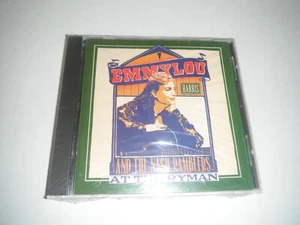 EMMYLOU
HARRIS
AND THE NASH RAMBLERS
AT THE RYMAN